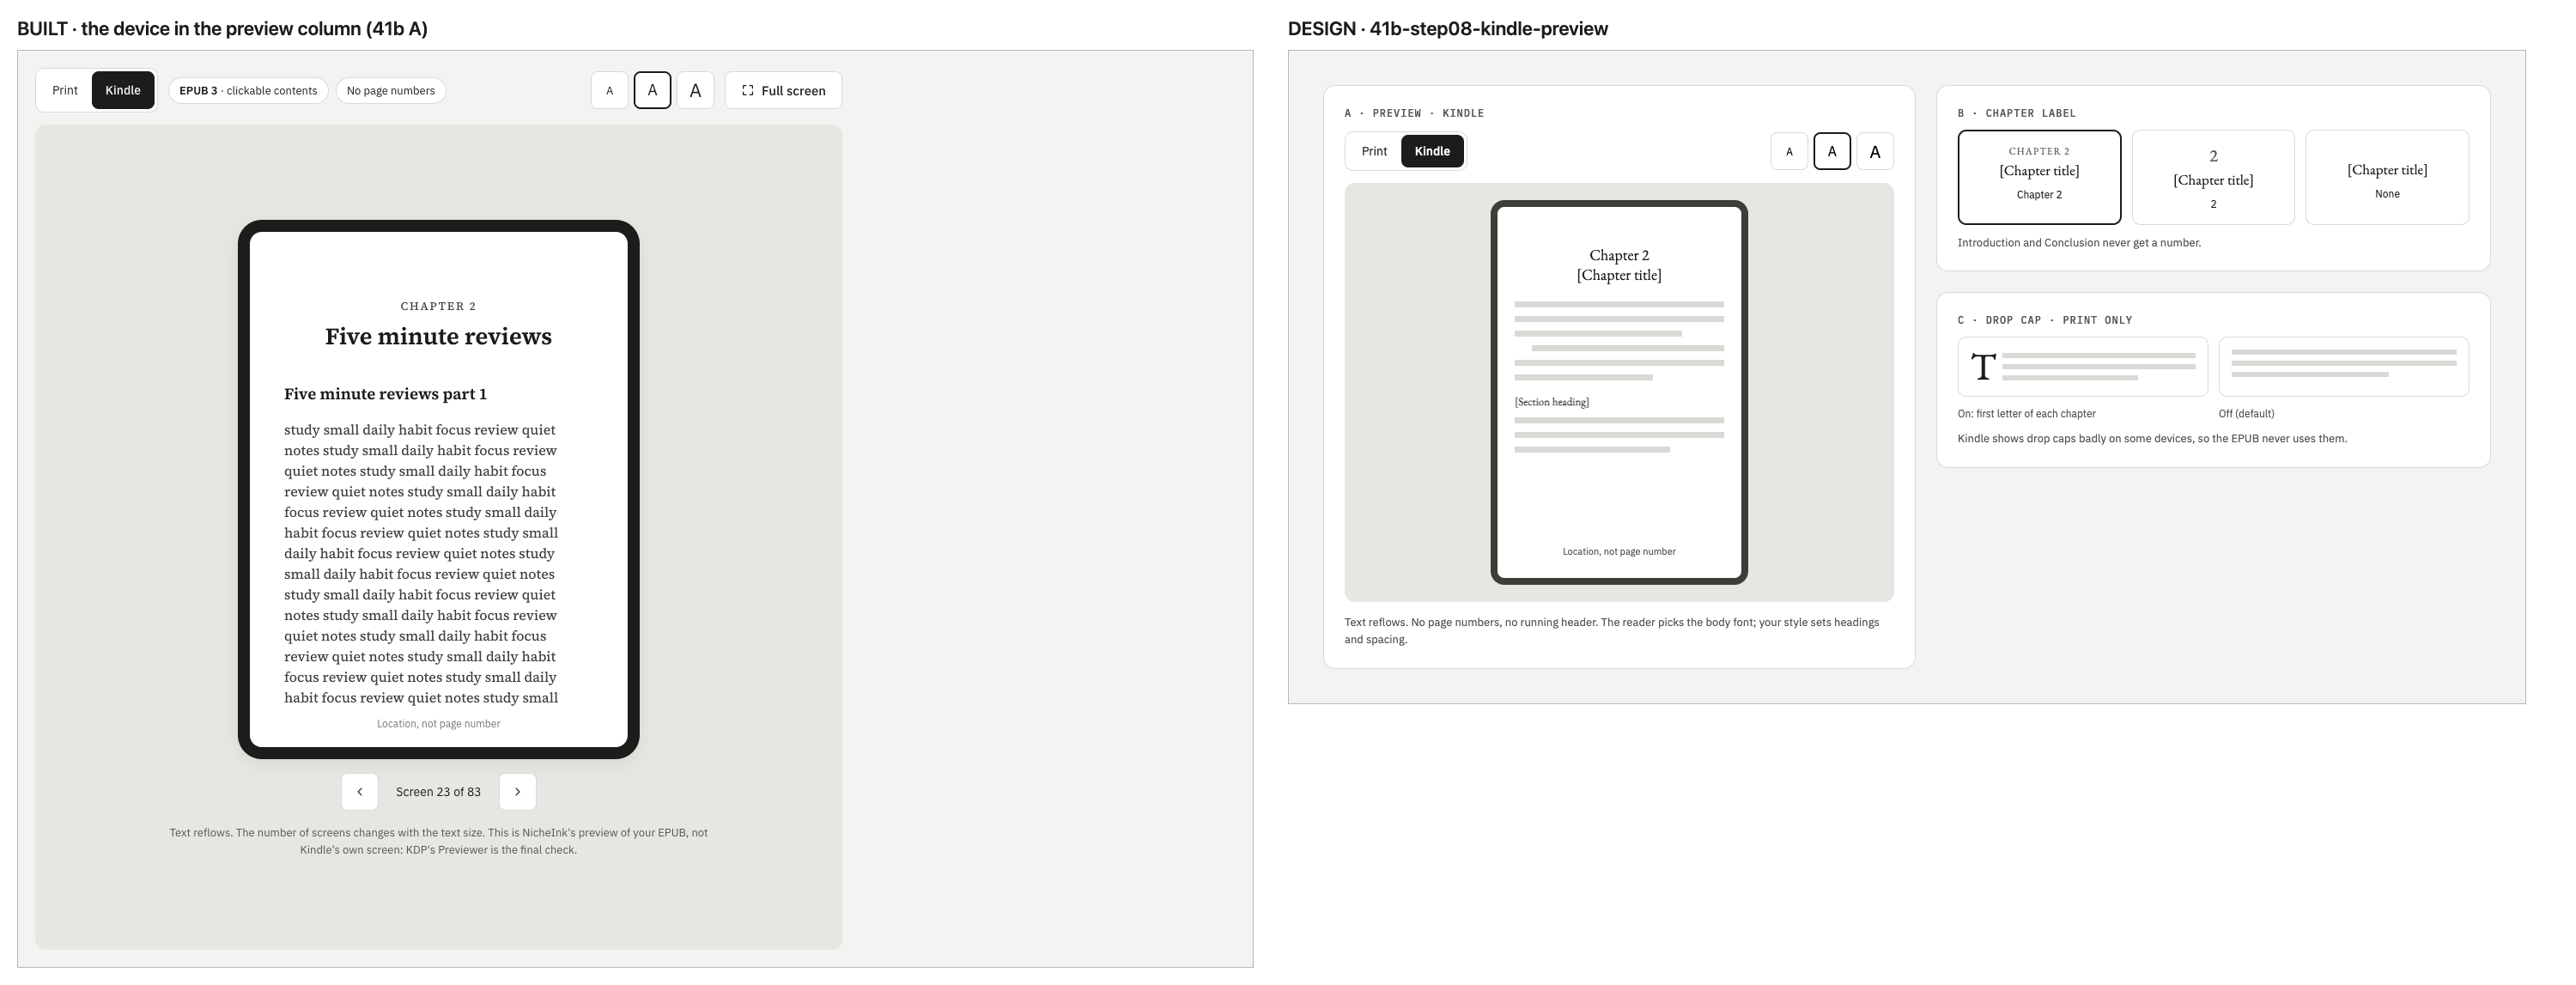 BUILT · the device in the preview column (41b A)
Print
Kindle
EPUB 3 · clickable contents
No page numbers
A
A
A
Full screen
CHAPTER 2
Five minute reviews
Five minute reviews part 1
study small daily habit focus review quiet
notes study small daily habit focus review
quiet notes study small daily habit focus
review quiet notes study small daily habit
focus review quiet notes study small daily
habit focus review quiet notes study small
daily habit focus review quiet notes study
small daily habit focus review quiet notes
study small daily habit focus review quiet
notes study small daily habit focus review
quiet notes study small daily habit focus
review quiet notes study small daily habit
focus review quiet notes study small daily
habit focus review quiet notes study small
Location, not page number
Screen 23 of 83
Text reflows. The number of screens changes with the text size. This is NicheInk's preview of your EPUB, not
Kindle's own screen: KDP's Previewer is the final check.
DESIGN · 41b-step08-kindle-preview
A · PREVIEW · KINDLE
Print
Kindle
A
A
A
Chapter 2
[Chapter title]
[Section heading]
Location, not page number
Text reflows. No page numbers, no running header. The reader picks the body font; your style sets headings
and spacing.
B · CHAPTER LABEL
CHAPTER 2
[Chapter title]
Chapter 2
2
[Chapter title]
2
[Chapter title]
None
Introduction and Conclusion never get a number.
C · DROP CAP · PRINT ONLY
T
On: first letter of each chapter
Off (default)
Kindle shows drop caps badly on some devices, so the EPUB never uses them.